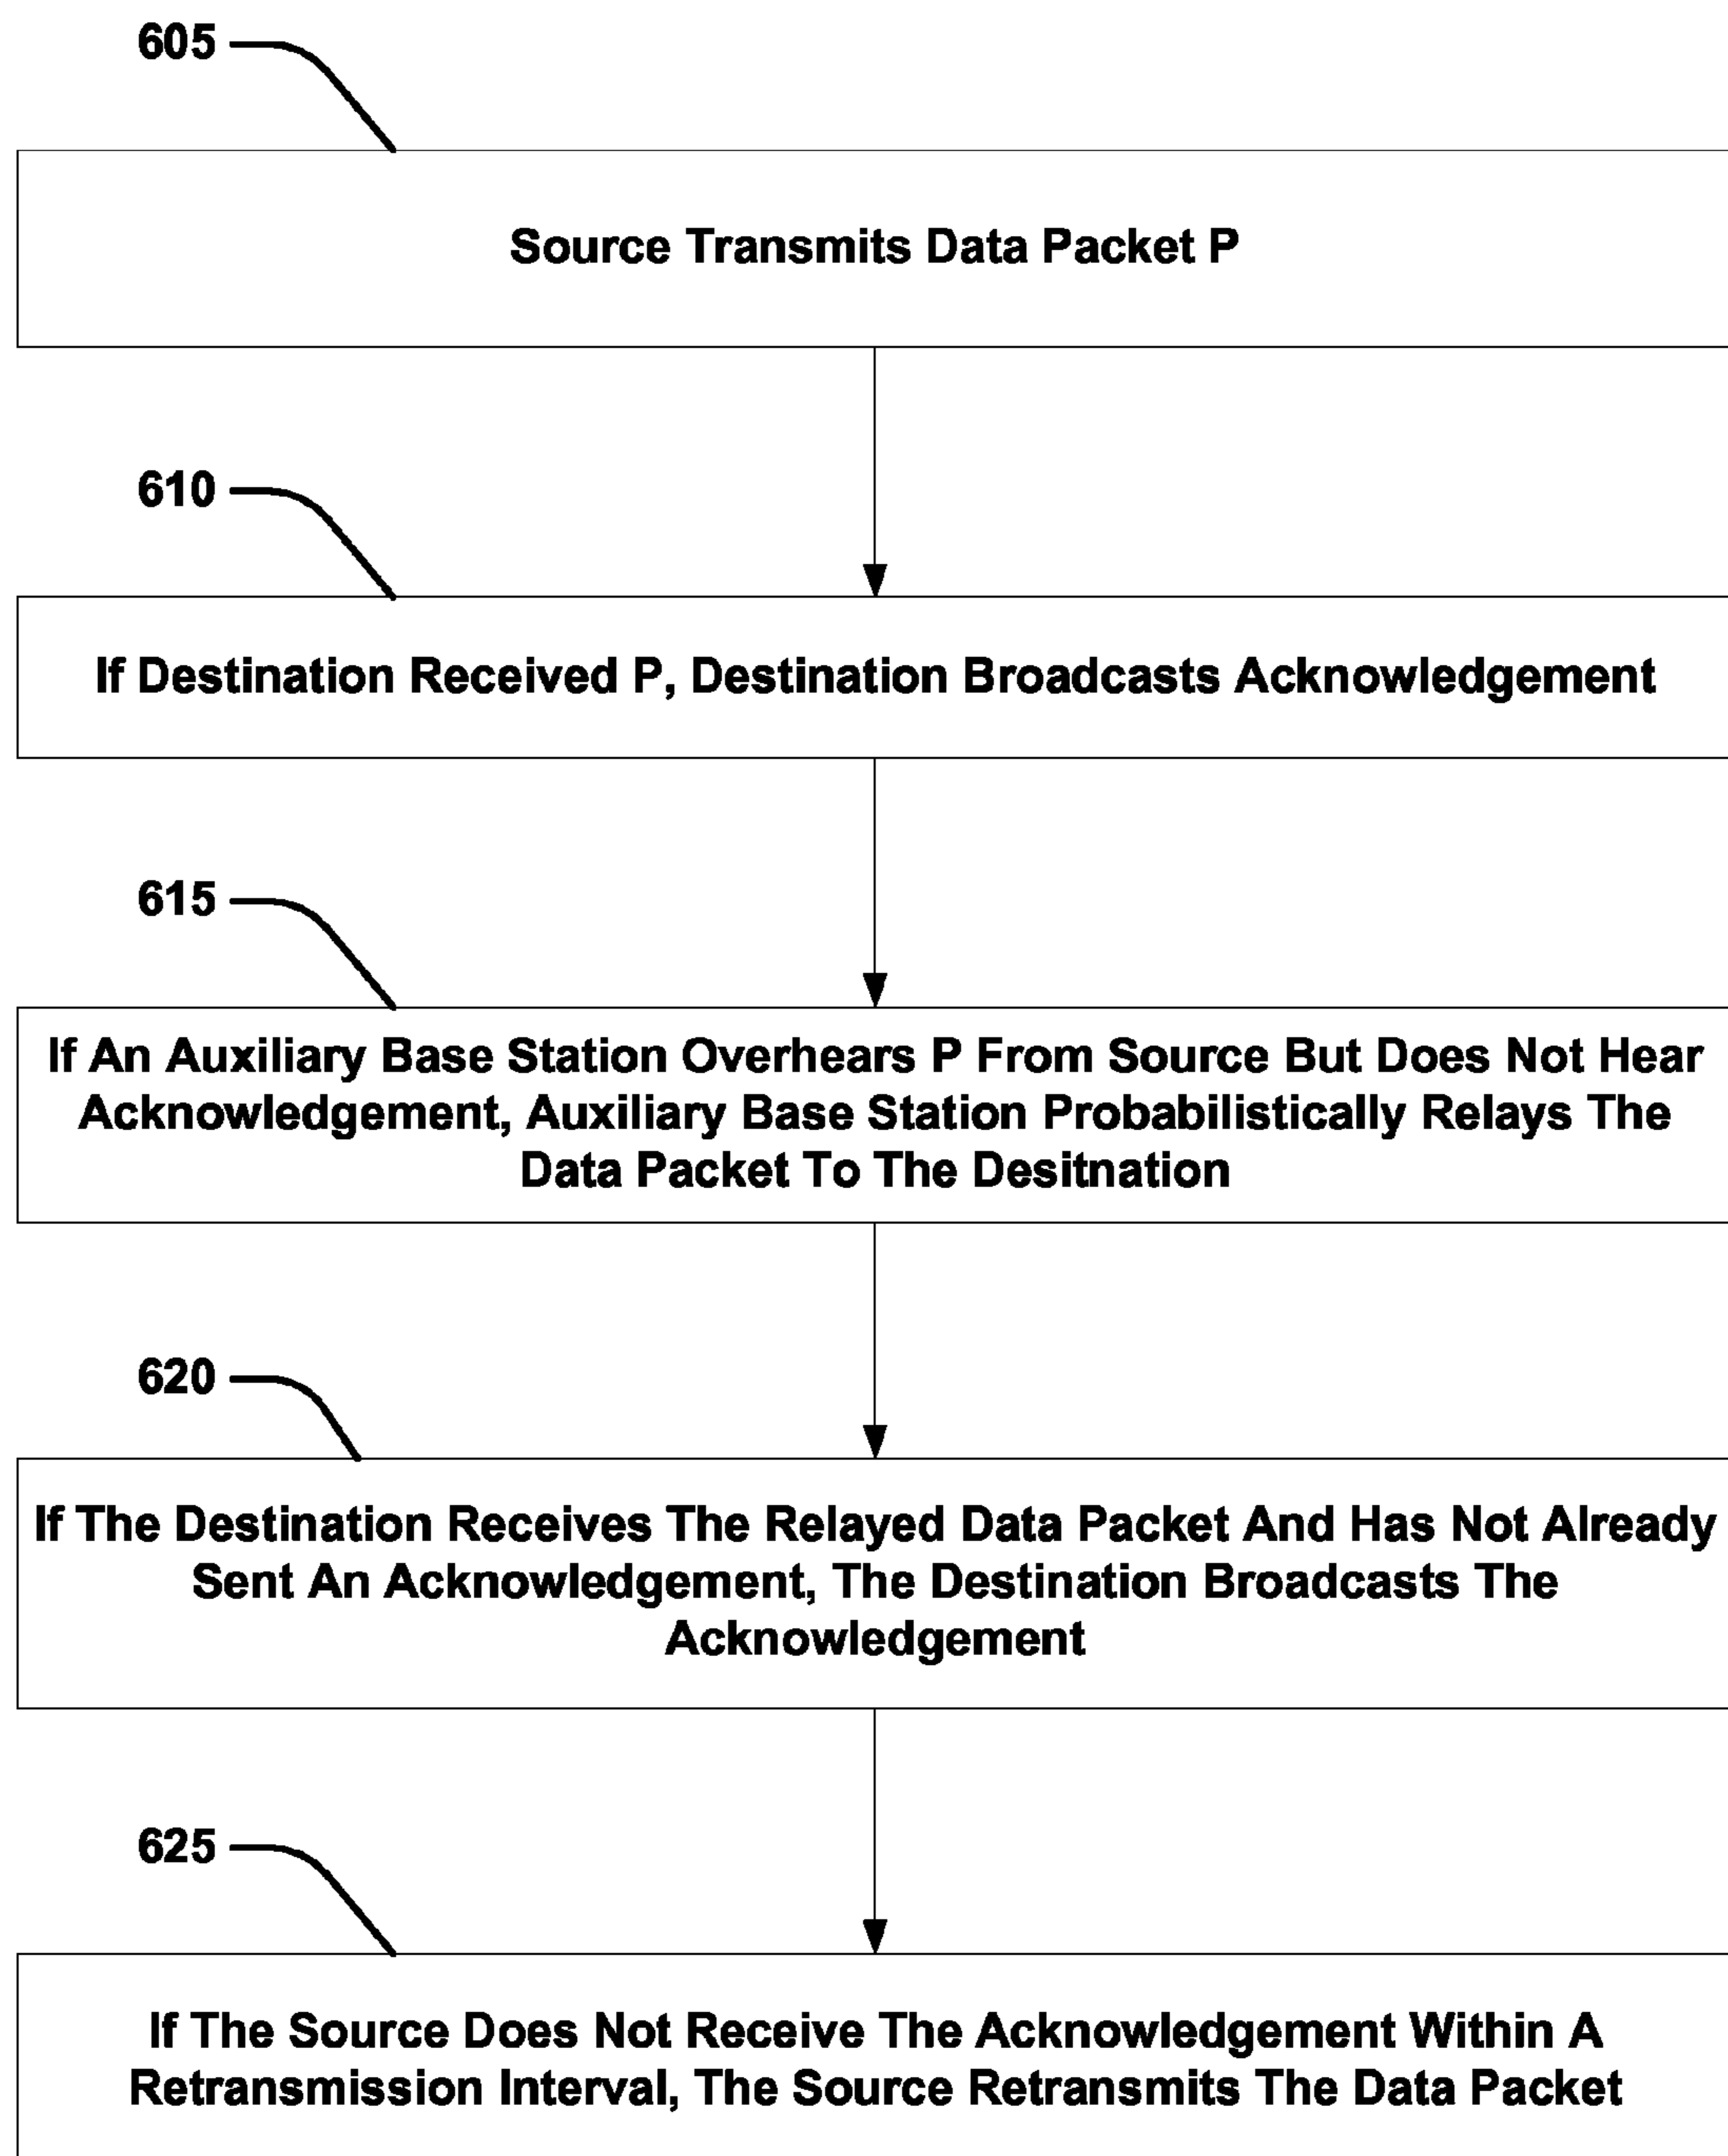 605
Source Transmits Data Packet P
610
If Destination Received P, Destination Broadcasts Acknowledgement
615
If An Auxiliary Base Station Overhears P From Source But Does Not Hear
Acknowledgement, Auxiliary Base Station Probabilistically Relays The
Data Packet To The Desitnation
620
If The Destination Receives The Relayed Data Packet And Has Not Already
Sent An Acknowledgement, The Destination Broadcasts The
Acknowledgement
625
If The Source Does Not Receive The Acknowledgement Within A
Retransmission Interval, The Source Retransmits The Data Packet